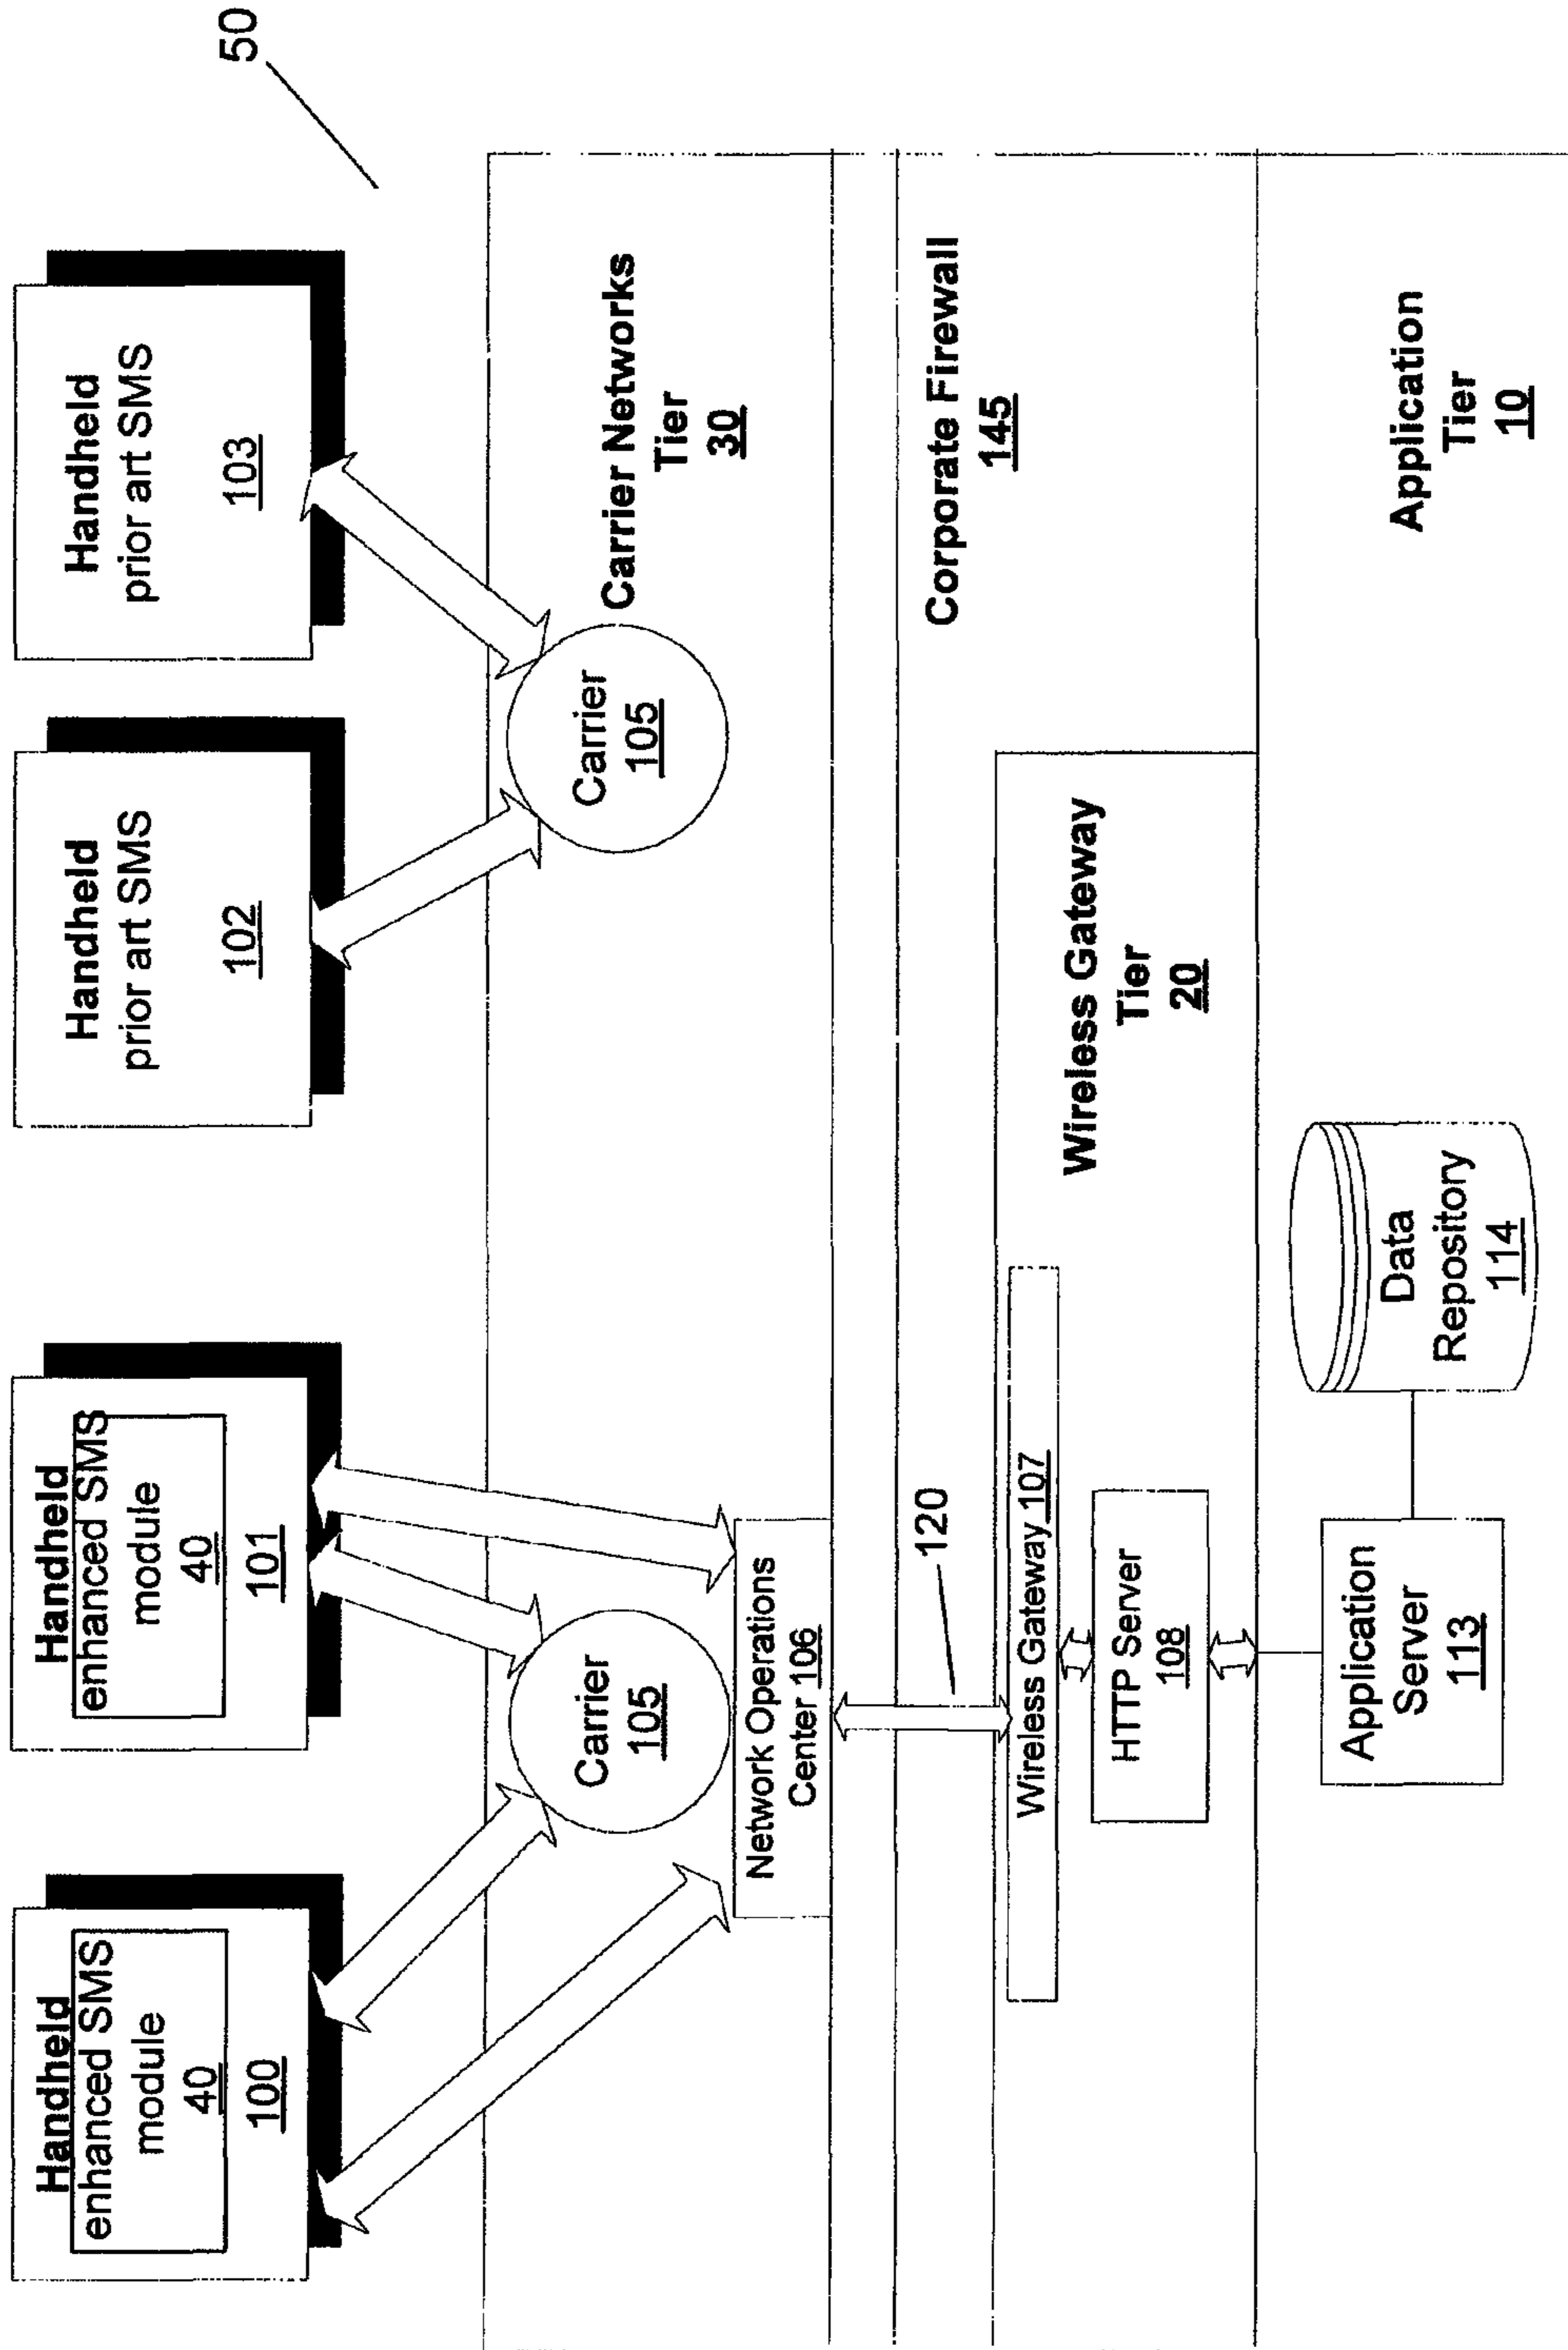 50
Handheld
enhanced SMS
module
40
100
Handheld
enhanced SMS
module
40
101
Handheld
prior art SMS
102
Handheld
prior art SMS
103
Carrier
105
Carrier
105
Carrier Networks
Tier
30
Network Operations
Center 106
120
Corporate Firewall
145
Wireless Gateway 107
HTTP Server
108
Wireless Gateway
Tier
20
Application
Server
113
Data
Repository
114
Application
Tier
10